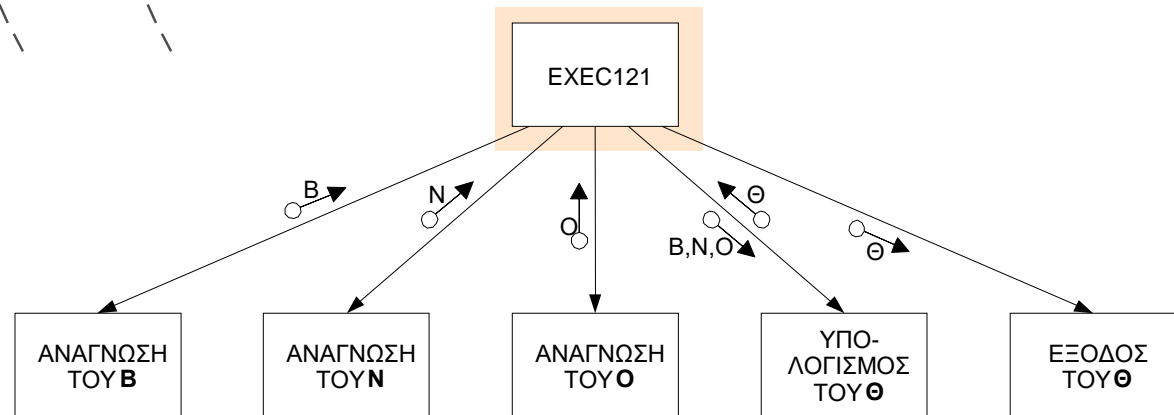 EXEC121
Β
Ν
Ο
Θ
Β,Ν,Ο
Θ
ΑΝΑΓΝΩΣΗ
ΤΟΥ Β
ΑΝΑΓΝΩΣΗ
ΤΟΥ Ν
ΑΝΑΓΝΩΣΗ
ΤΟΥ Ο
ΥΠΟ-
ΛΟΓΙΣΜΟΣ
ΤΟΥ Θ
ΕΞΟΔΟΣ
ΤΟΥ Θ